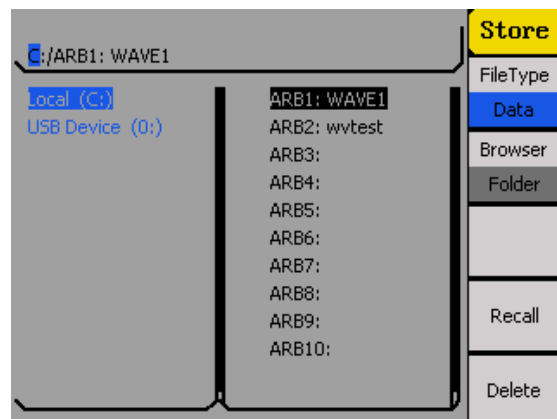 C:/ARB1: WAVE1
Local (C:)
USB Device (0:)
ARB1: WAVE1
ARB2: wvtest
ARB3:
ARB4:
ARB5:
ARB6:
ARB7:
ARB8:
ARB9:
ARB10:
Store
FileType
Data
Browser
Folder
Recall
Delete